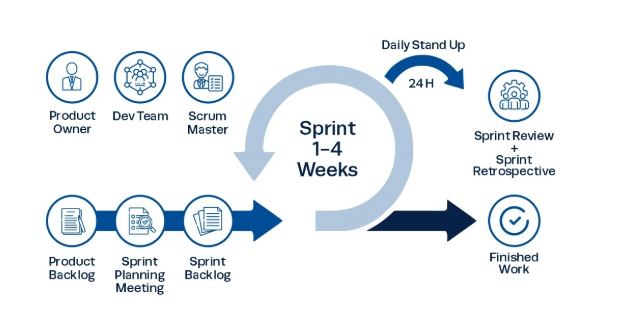 Daily Stand Up
24 H
Product
Owner
Dev Team
Scrum
Master
Sprint
1–4
Weeks
Sprint Review
+
Sprint
Retrospective
Product
Backlog
Sprint
Planning
Meeting
Sprint
Backlog
Finished
Work